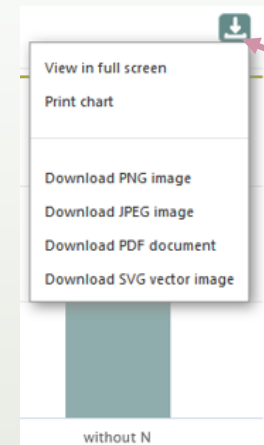 View in full screen
Print chart
Download PNG image
Download JPEG image
Download PDF document
Download SVG vector image
without N